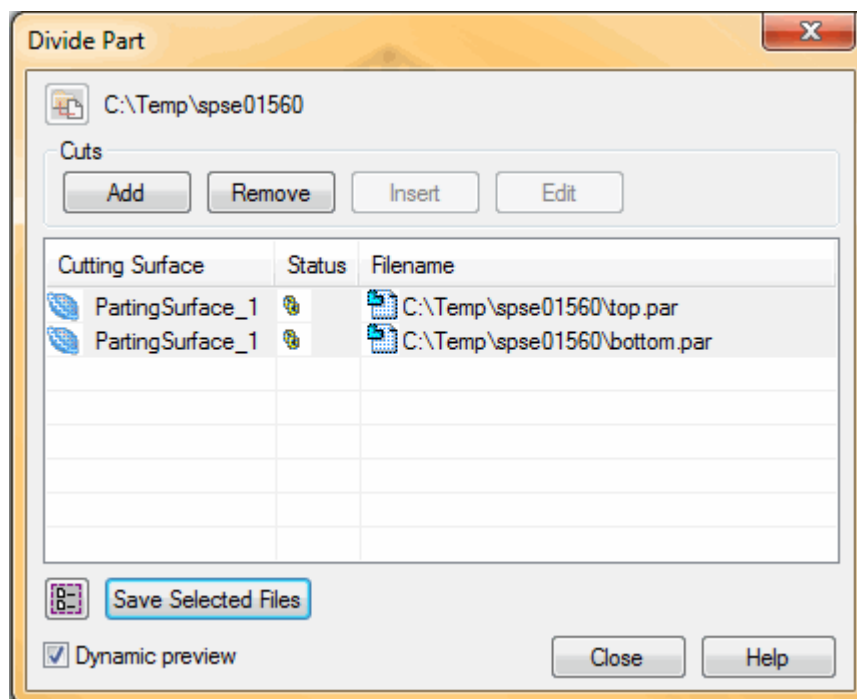 Divide Part
C:\Temp\spse01560
Cuts
Add Remove Insert Edit
Cutting Surface Status Filename
PartingSurface_1 C:\Temp\spse01560\top.par
PartingSurface_1 C:\Temp\spse01560\bottom.par
Save Selected Files
Dynamic preview Close Help